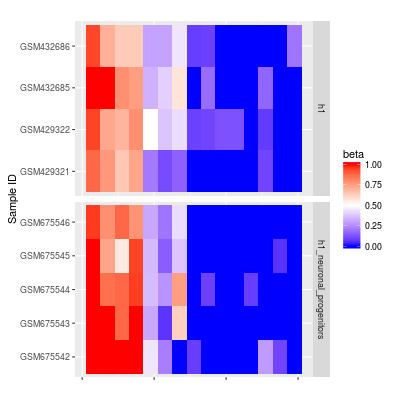 GSM432686
GSM432685
GSM429322
GSM429321
h1
GSM675546
GSM675545
GSM675544
GSM675543
GSM675542
h1_neuronal_progenitors
Sample ID
beta
1.00
0.75
0.50
0.25
0.00